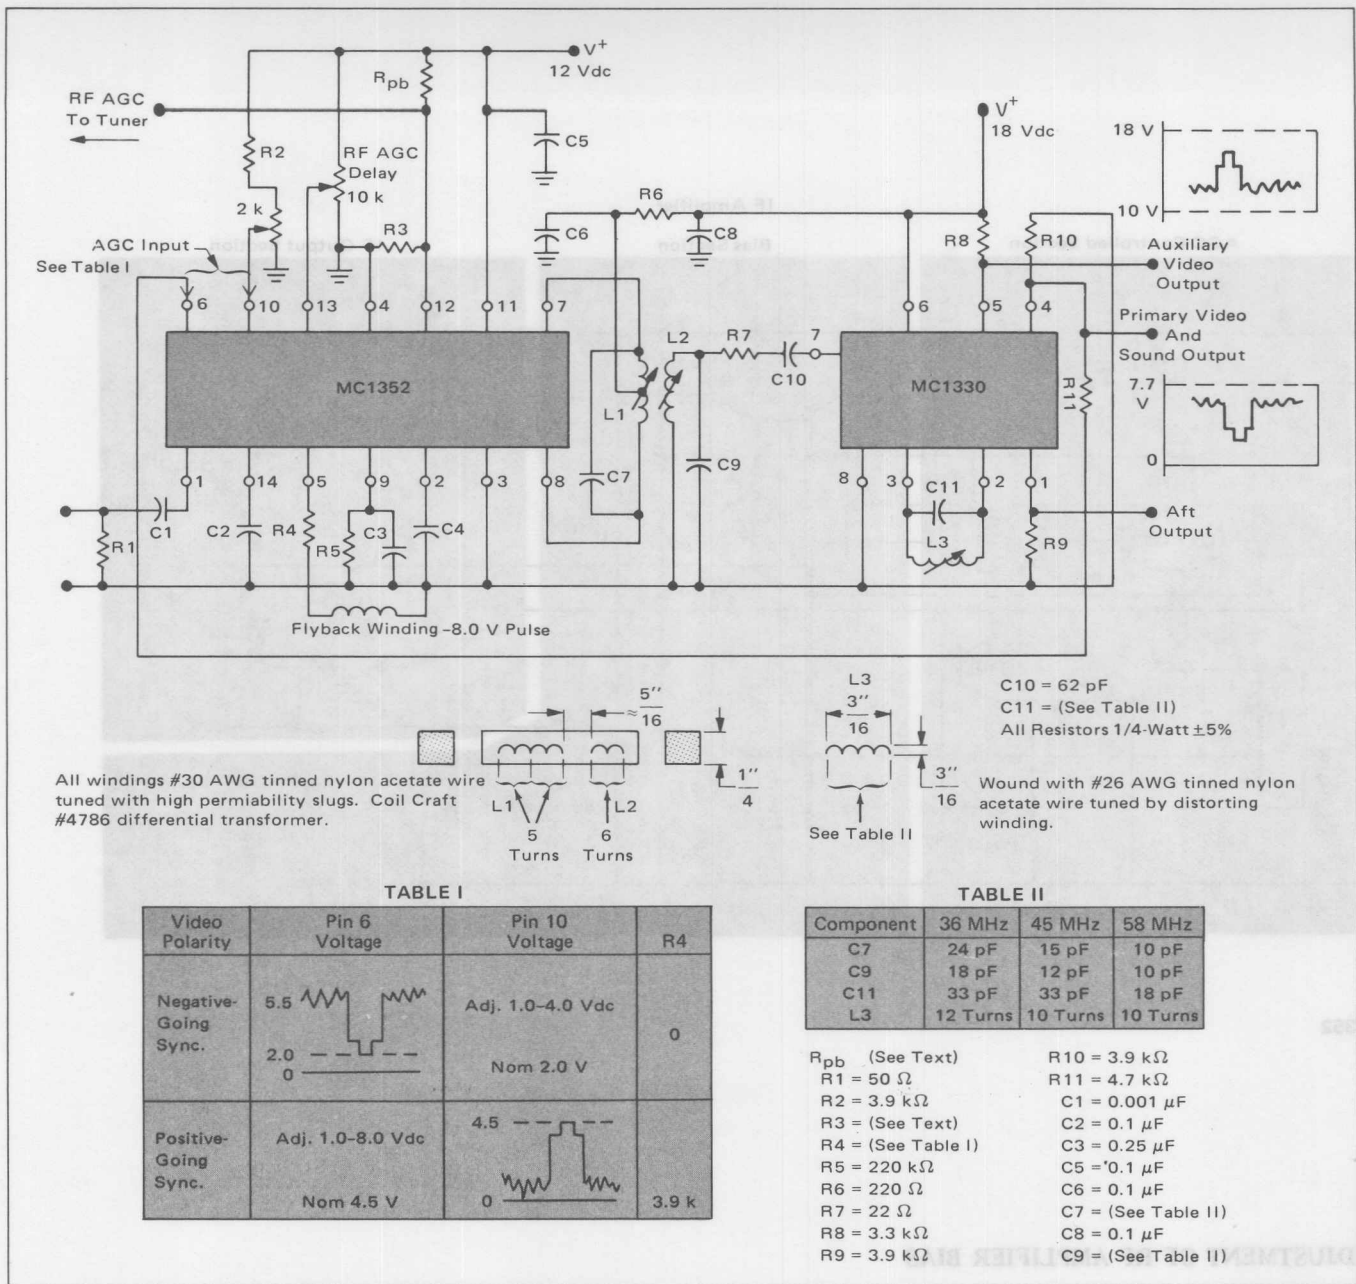 V+
12 Vdc
Rpb
RF AGC
To Tuner
V+
18 Vdc
18 V
C5
R2
RF AGC
Delay
10 k
R6
10 V
2 k
R3
C6
C8
R8
R10
Auxiliary
Video
Output
AGC Input
See Table I
6 10 13 4 12 11 7
6 5 4
Primary Video
And
Sound Output
L2
R7
7
MC1352
C10
MC1330
R11
7.7
V
L1
0
C7
C9
1 14 5 9 2 3 8
8 3 2 1
C11
Aft
Output
C1
C2
R4
C3
C4
R1
R5
L3
R9
Flyback Winding -8.0 V Pulse
≈ 5''
16
L3
3''
16
C10 = 62 pF
C11 = (See Table II)
All Resistors 1/4-Watt ±5%
All windings #30 AWG tinned nylon acetate wire
tuned with high permiability slugs. Coil Craft
#4786 differential transformer.
L1
L2
5
Turns
6
Turns
1''
4
3''
16
See Table II
Wound with #26 AWG tinned nylon
acetate wire tuned by distorting
winding.
TABLE I
Video
Polarity
Pin 6
Voltage
Pin 10
Voltage
R4
Negative-
Going
Sync.
5.5
2.0
0
Adj. 1.0-4.0 Vdc
Nom 2.0 V
0
Positive-
Going
Sync.
Adj. 1.0-8.0 Vdc
Nom 4.5 V
4.5
0
3.9 k
TABLE II
Component 36 MHz 45 MHz 58 MHz
C7 24 pF 15 pF 10 pF
C9 18 pF 12 pF 10 pF
C11 33 pF 33 pF 18 pF
L3 12 Turns 10 Turns 10 Turns
Rpb (See Text)
R1 = 50 Ω
R2 = 3.9 kΩ
R3 = (See Text)
R4 = (See Table I)
R5 = 220 kΩ
R6 = 220 Ω
R7 = 22 Ω
R8 = 3.3 kΩ
R9 = 3.9 kΩ
R10 = 3.9 kΩ
R11 = 4.7 kΩ
C1 = 0.001 μF
C2 = 0.1 μF
C3 = 0.25 μF
C5 = 0.1 μF
C6 = 0.1 μF
C7 = (See Table II)
C8 = 0.1 μF
C9 = (See Table II)